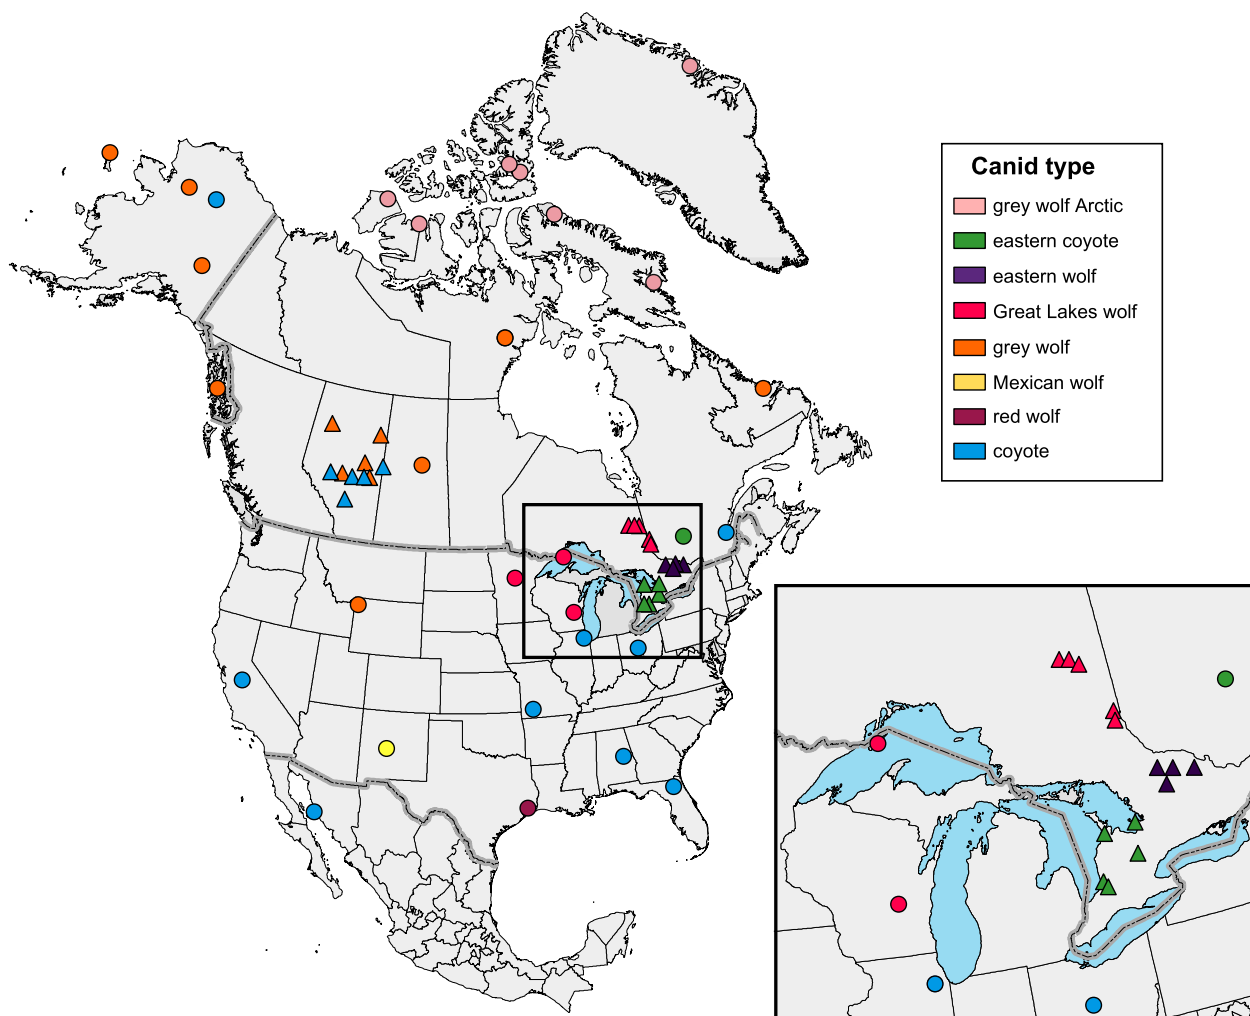 Canid type
grey wolf Arctic
eastern coyote
eastern wolf
Great Lakes wolf
grey wolf
Mexican wolf
red wolf
coyote